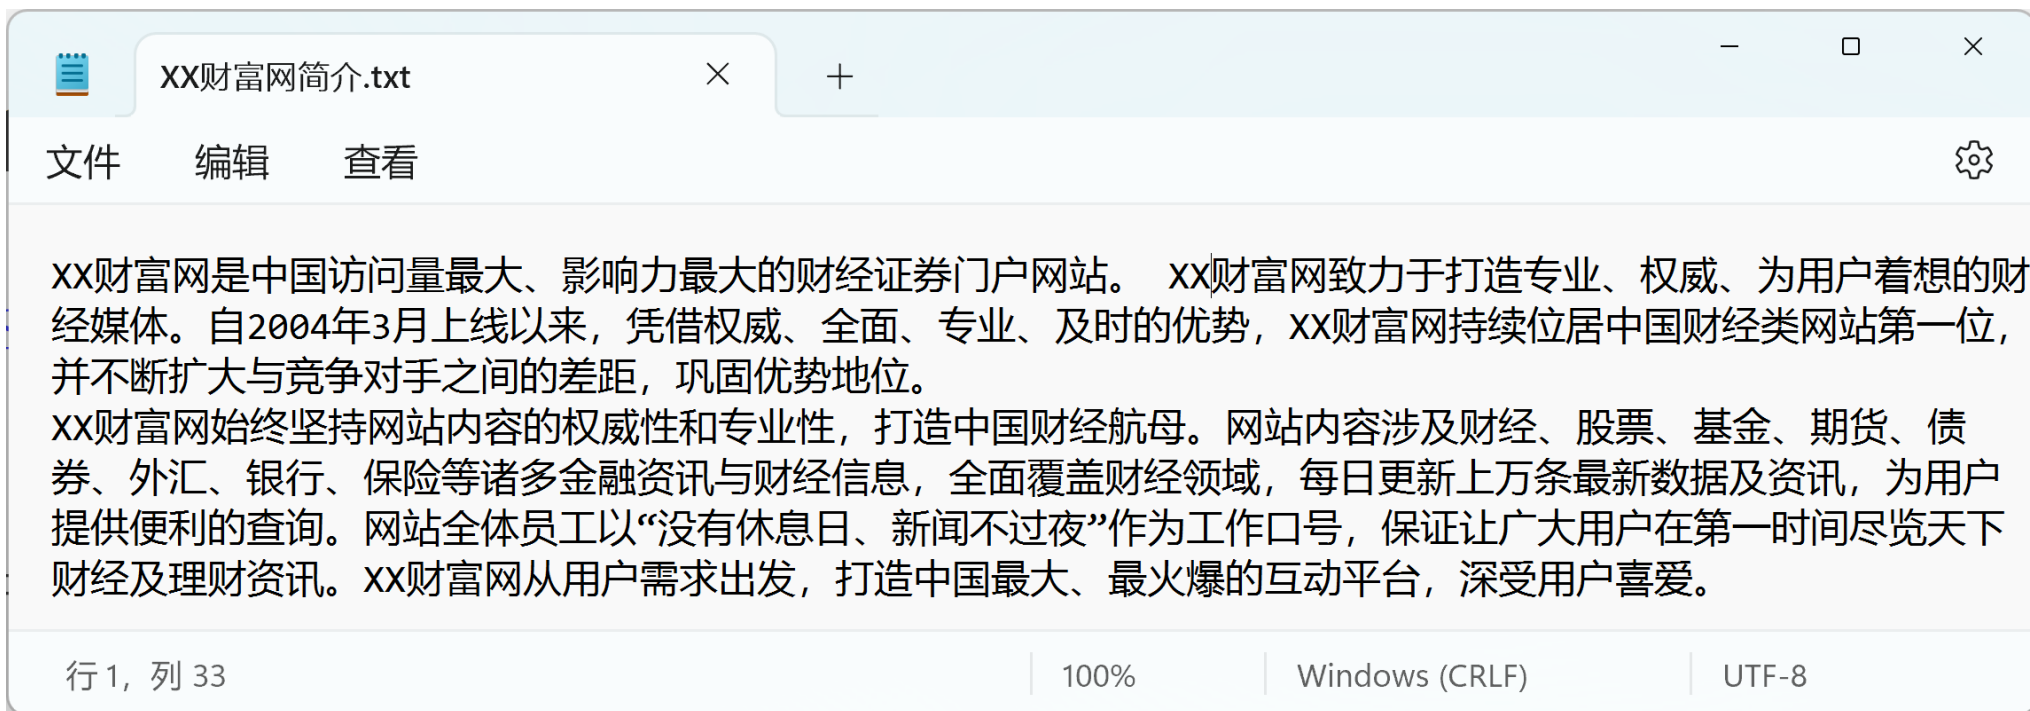 XX财富网简介.txt
文件 编辑 查看
XX财富网是中国访问量最大、影响力最大的财经证券门户网站。 XX财富网致力于打造专业、权威、为用户着想的财
经媒体。自2004年3月上线以来，凭借权威、全面、专业、及时的优势，XX财富网持续位居中国财经类网站第一位，
并不断扩大与竞争对手之间的差距，巩固优势地位。
XX财富网始终坚持网站内容的权威性和专业性，打造中国财经航母。网站内容涉及财经、股票、基金、期货、债
券、外汇、银行、保险等诸多金融资讯与财经信息，全面覆盖财经领域，每日更新上万条最新数据及资讯，为用户
提供便利的查询。网站全体员工以“没有休息日、新闻不过夜”作为工作口号，保证让广大用户在第一时间尽览天下
财经及理财资讯。XX财富网从用户需求出发，打造中国最大、最火爆的互动平台，深受用户喜爱。
行 1，列 33 100% Windows (CRLF) UTF-8